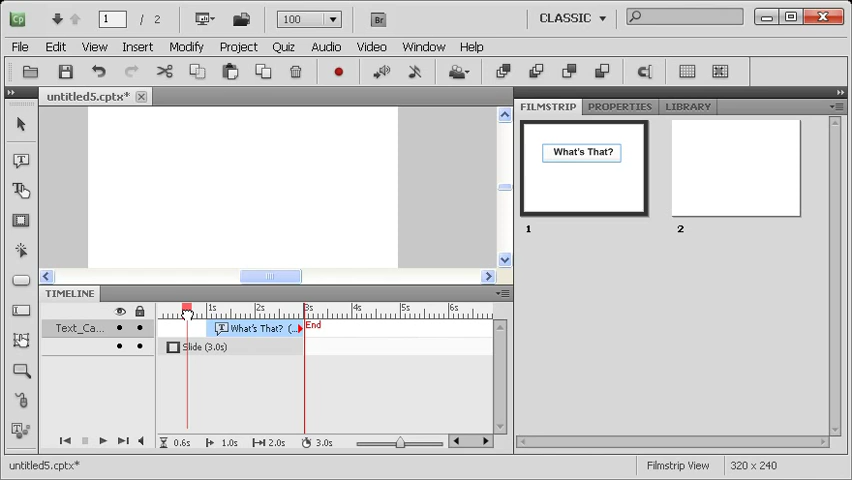 Cp 1 / 2 100 Br CLASSIC
File Edit View Insert Modify Project Quiz Audio Video Window Help
untitled5.cptx*
FILMSTRIP PROPERTIES LIBRARY
What's That?
1 2
TIMELINE
1s 2s 3s 4s 5s 6s
End
Text_Ca... What's That? (...
Slide (3.0s)
0.6s 1.0s 2.0s 3.0s
untitled5.cptx* Filmstrip View 320 x 240